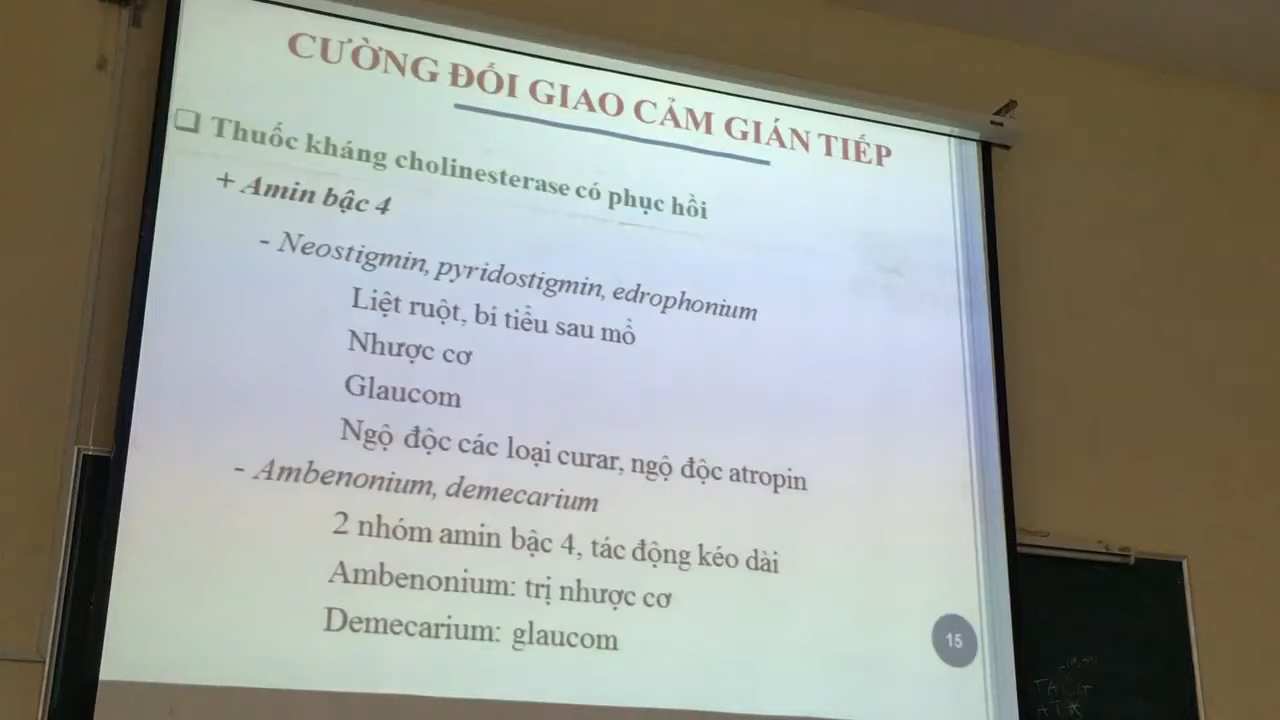 CƯỜNG ĐỐI GIAO CẢM GIÁN TIẾP
❑ Thuốc kháng cholinesterase có phục hồi
+ Amin bậc 4
- Neostigmin, pyridostigmin, edrophonium
Liệt ruột, bí tiểu sau mổ
Nhược cơ
Glaucom
Ngộ độc các loại curar, ngộ độc atropin
- Ambenonium, demecarium
2 nhóm amin bậc 4, tác động kéo dài
Ambenonium: trị nhược cơ
Demecarium: glaucom
15